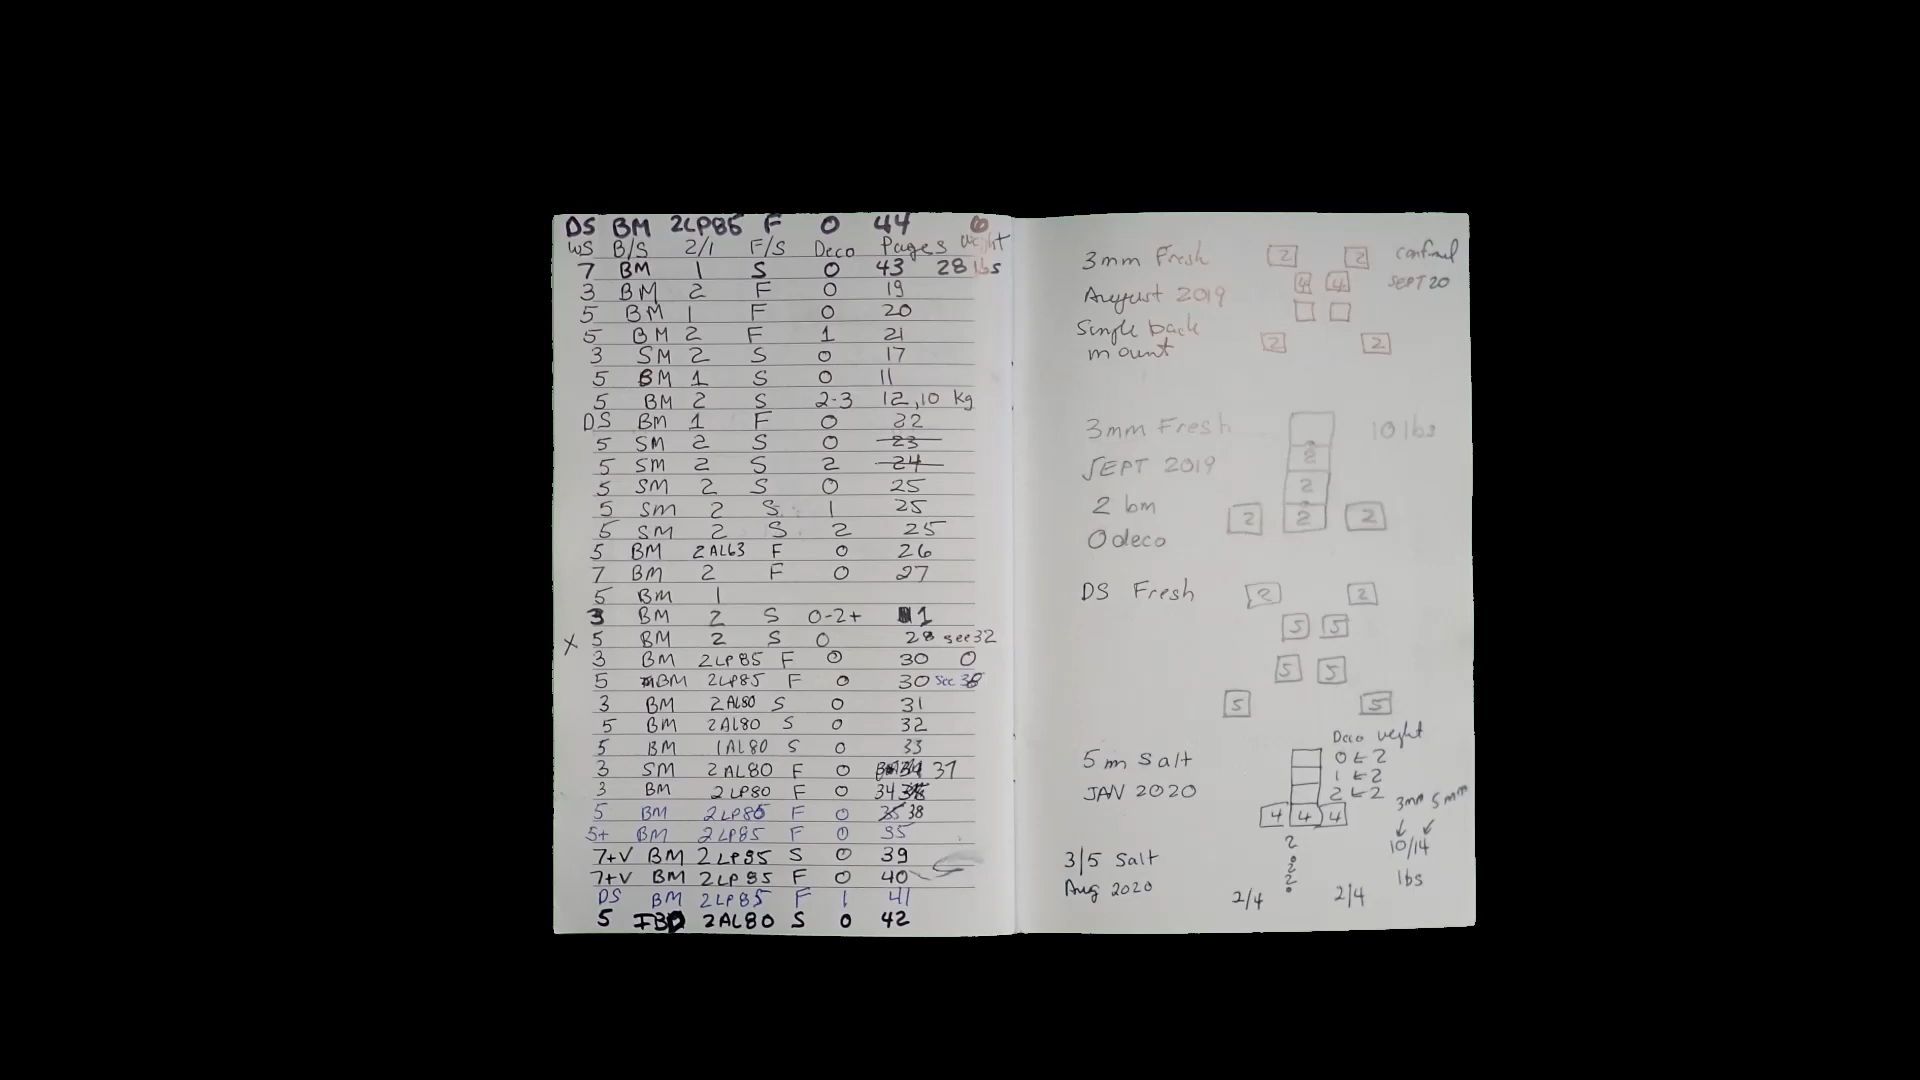 DS BM 2LP85 F 0 44 6
WS B/S 2/1 F/S Deco Pages weight
7 BM 1 S 0 43 28 lbs
3 BM 2 F 0 19
5 BM 1 F 0 20
5 BM 2 F 1 21
3 SM 2 S 0 17
5 BM 1 S 0 11
5 BM 2 S 2-3 12, 10 kg
DS BM 1 F 0 22
5 SM 2 S 0 23
5 SM 2 S 2 24
5 SM 2 S 0 25
5 SM 2 S 1 25
5 SM 2 S 2 25
5 BM 2AL63 F 0 26
7 BM 2 F 0 27
5 BM 1
3 BM 2 S 0-2+ 1
X 5 BM 2 S 0 28 see 32
3 BM 2LP85 F 0 30 0
5 BM 2LP85 F 0 30 See 38
3 BM 2AL80 S 0 31
5 BM 2AL80 S 0 32
5 BM 1AL80 S 0 33
3 SM 2AL80 F 0 37
3 BM 2LP80 F 0 34
5 BM 2LP85 F 0 35 38
5+ BM 2LP85 F 0 35
7+V BM 2LP85 S 0 39
7+V BM 2LP85 F 0 40
DS BM 2LP85 F 1 41
5 2AL80 S 0 42
3mm Fresh 2 2
August 2019 4 4 SEPT 20
Single back
mount 2 2
3mm Fresh 10 lbs
2
SEPT 2019
2
2 bm 2 2 2
0 deco
DS Fresh 2 2
5 5
5 5
5 5
Deco weight
5m Salt 0 ← 2
1 ← 2
JAN 2020 2 ← 2
3mm 5mm
4 4 4
2 10/14
3/5 Salt 2
lbs
Aug 2020 2
2/4 2/4